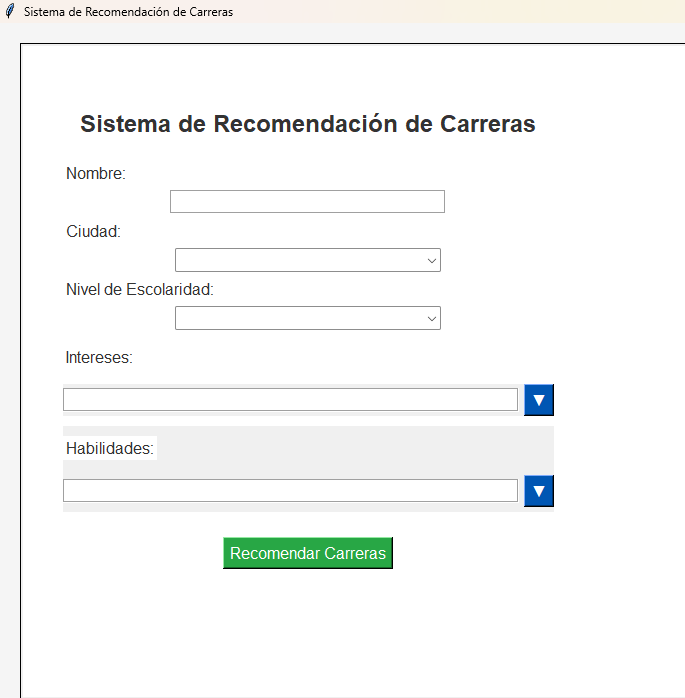 Sistema de Recomendación de Carreras
Sistema de Recomendación de Carreras
Nombre:
Ciudad:
Nivel de Escolaridad:
Intereses:
Habilidades:
Recomendar Carreras